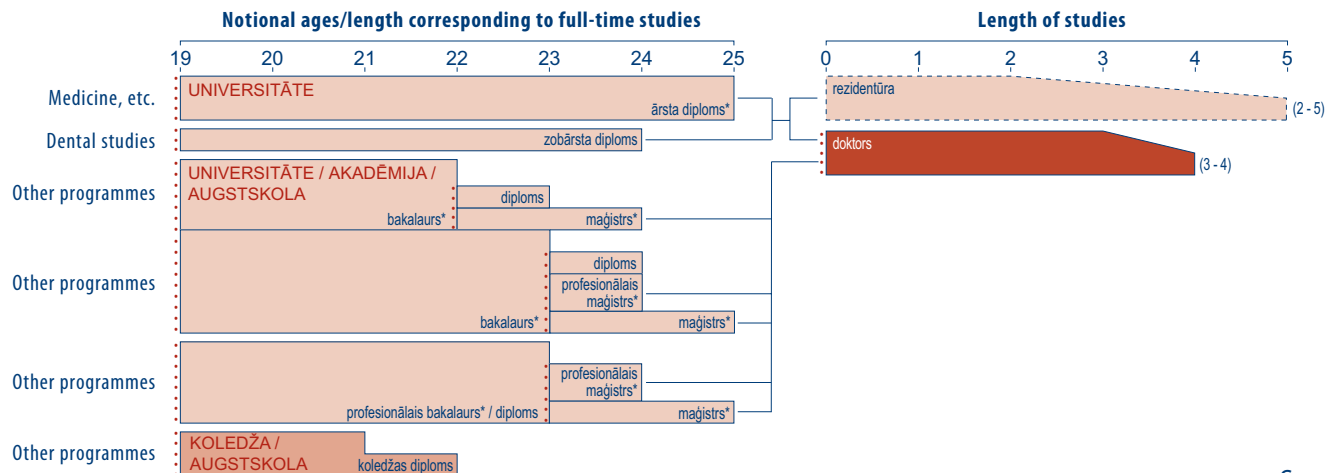 Notional ages/length corresponding to full-time studies
Length of studies
19 20 21 22 23 24 25
0 1 2 3 4 5
Medicine, etc.
UNIVERSITĀTE
ārsta diploms*
rezidentūra
(2 - 5)
Dental studies
zobārsta diploms
doktors
(3 - 4)
Other programmes
UNIVERSITĀTE / AKADĒMIJA /
AUGSTSKOLA
diploms
bakalaurs*
maģistrs*
Other programmes
diploms
profesionālais
maģistrs*
bakalaurs*
maģistrs*
Other programmes
profesionālais
maģistrs*
profesionālais bakalaurs* / diploms
maģistrs*
Other programmes
KOLEDŽA /
AUGSTSKOLA
koledžas diploms